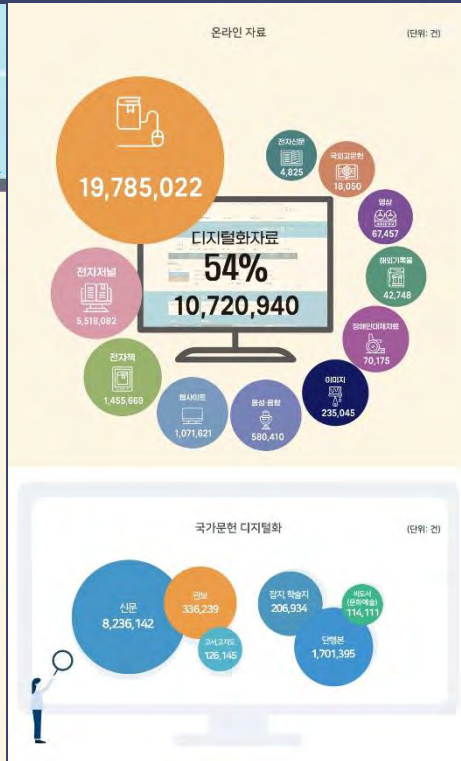 온라인 자료
(단위: 건)
19,785,022
디지털화자료
54%
10,720,940
전자신문
4,825
국외고문헌
18,050
영상
67,457
해외기록물
42,748
장애인대체자료
70,175
이미지
235,045
음성·음향
580,410
웹사이트
1,071,621
전자책
1,455,669
전자저널
5,518,082
국가문헌 디지털화
(단위: 건)
신문
8,236,142
관보
336,239
고서,고지도
126,145
잡지, 학술지
206,934
비도서
(문화예술)
114,111
단행본
1,701,395